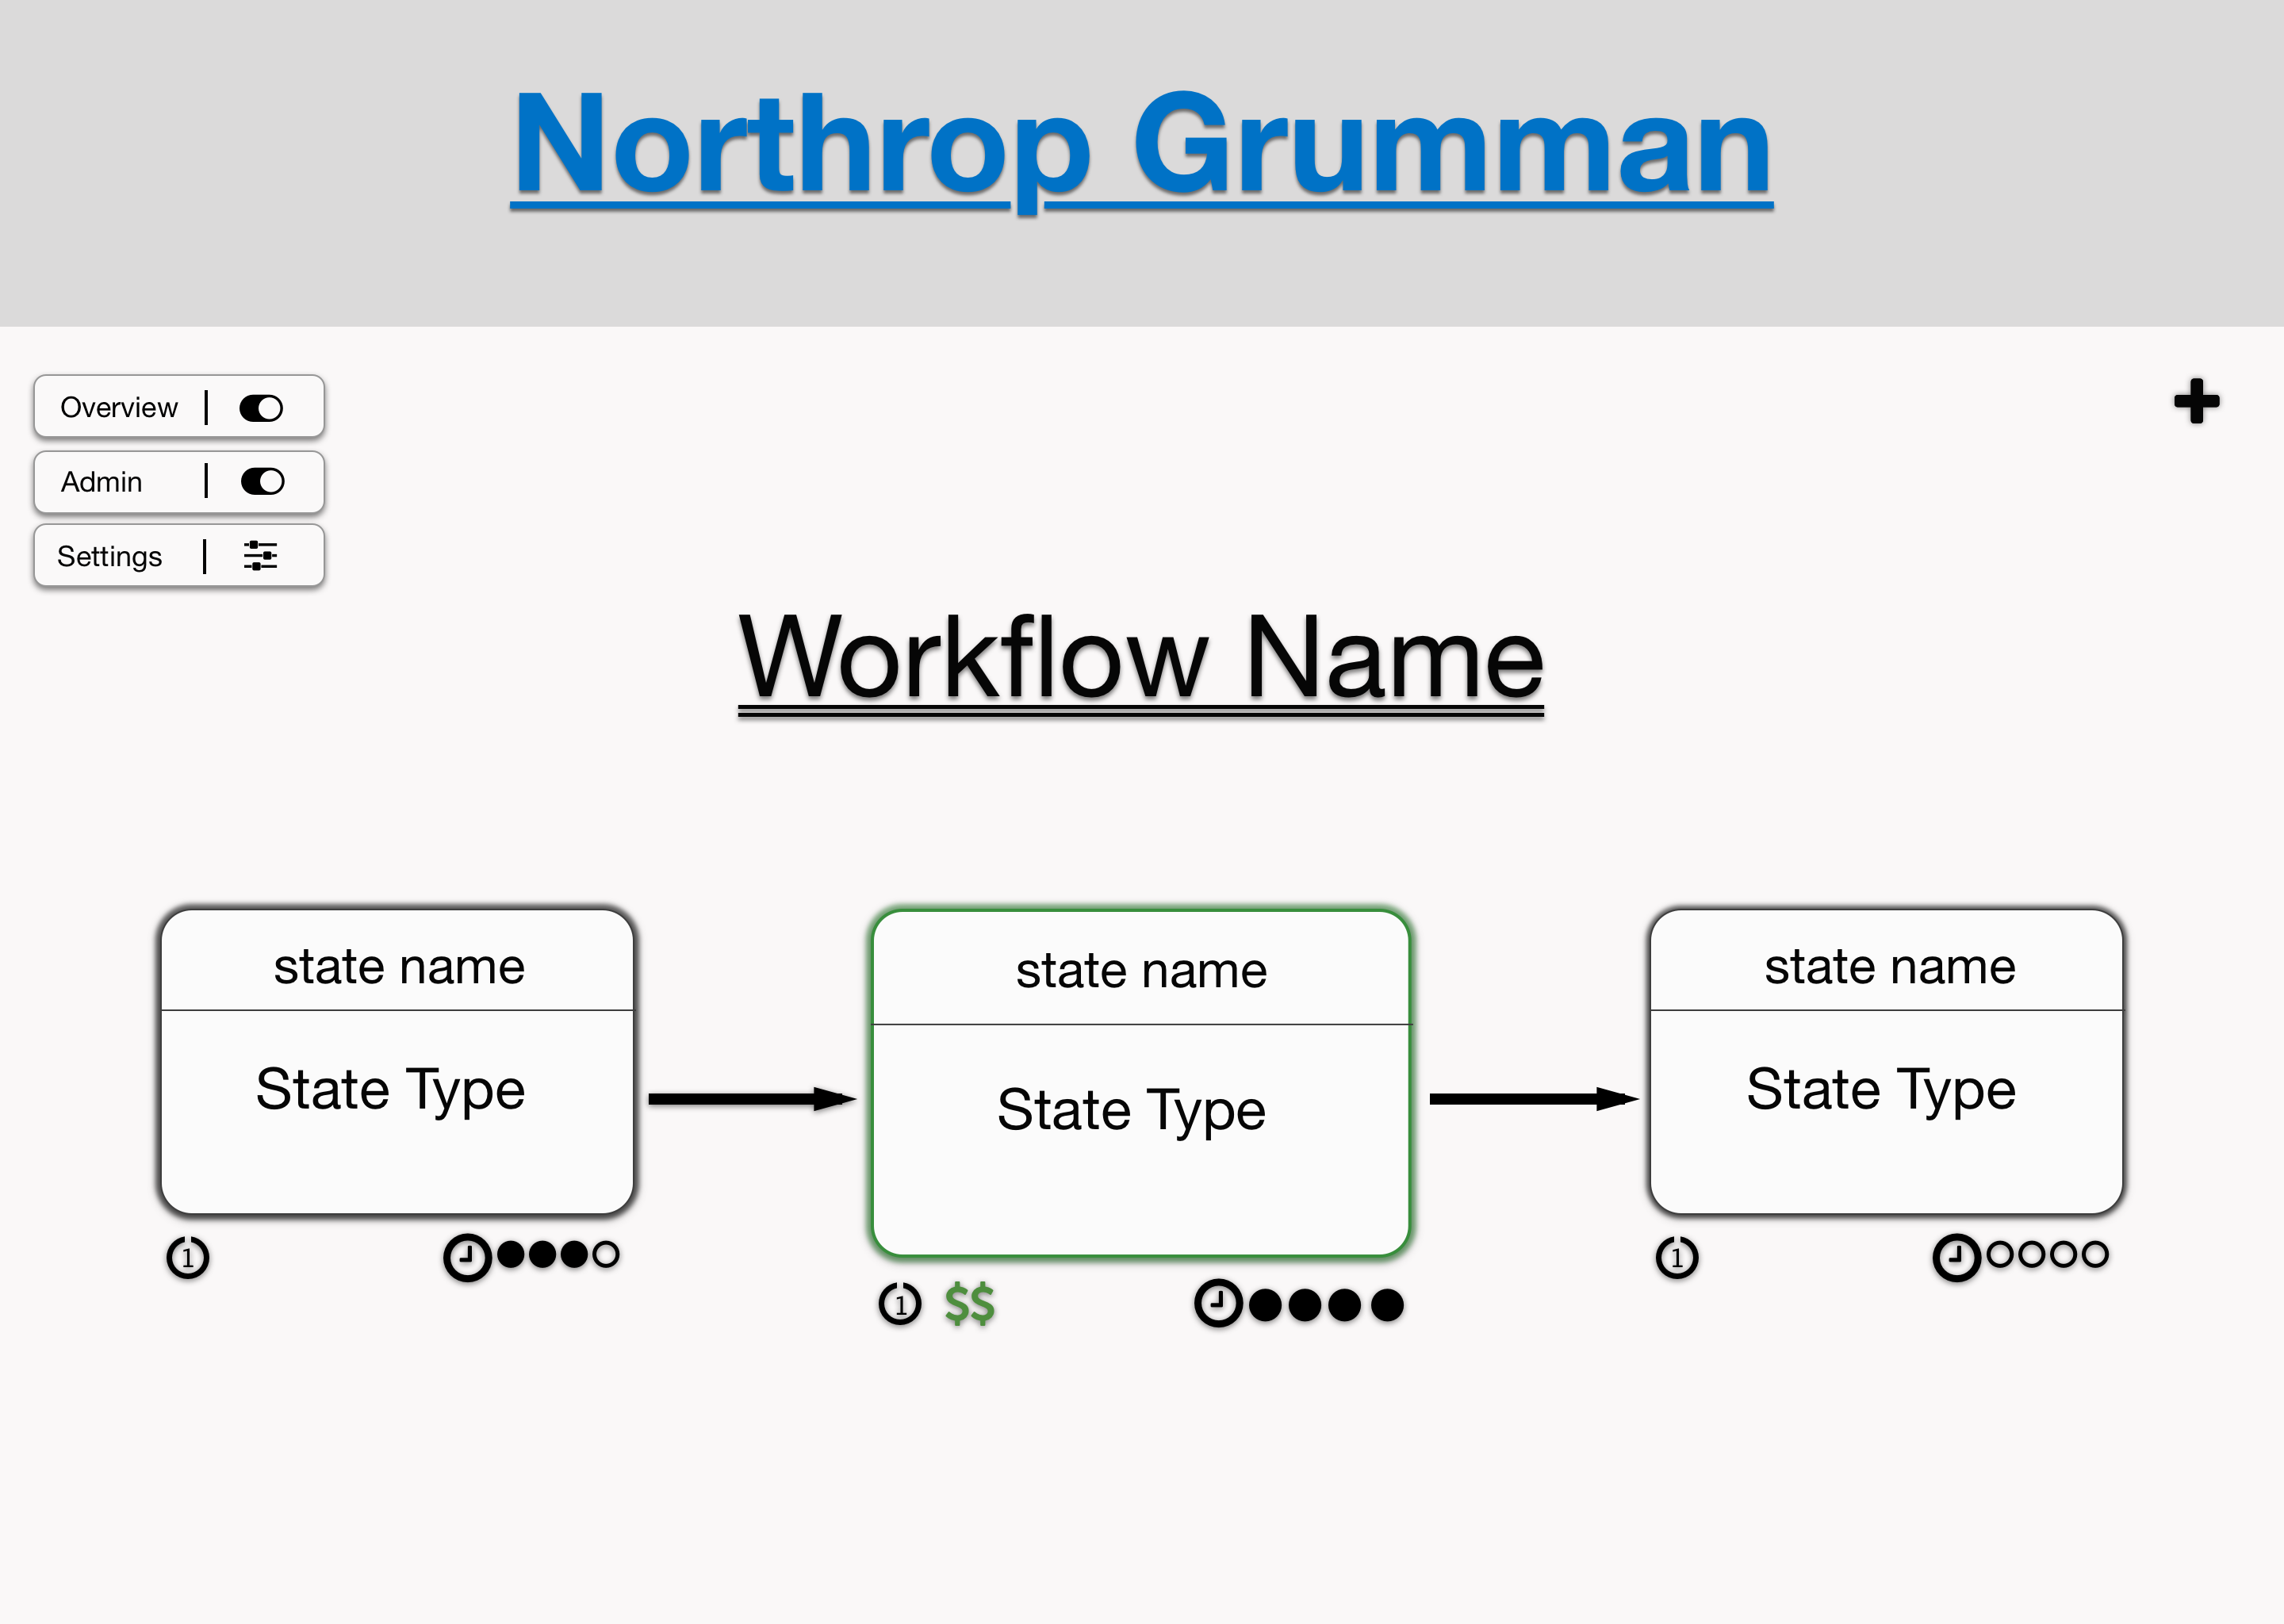 Northrop Grumman
Overview
Admin
Settings
Workflow Name
state name
State Type
1
state name
State Type
1 $$
state name
State Type
1